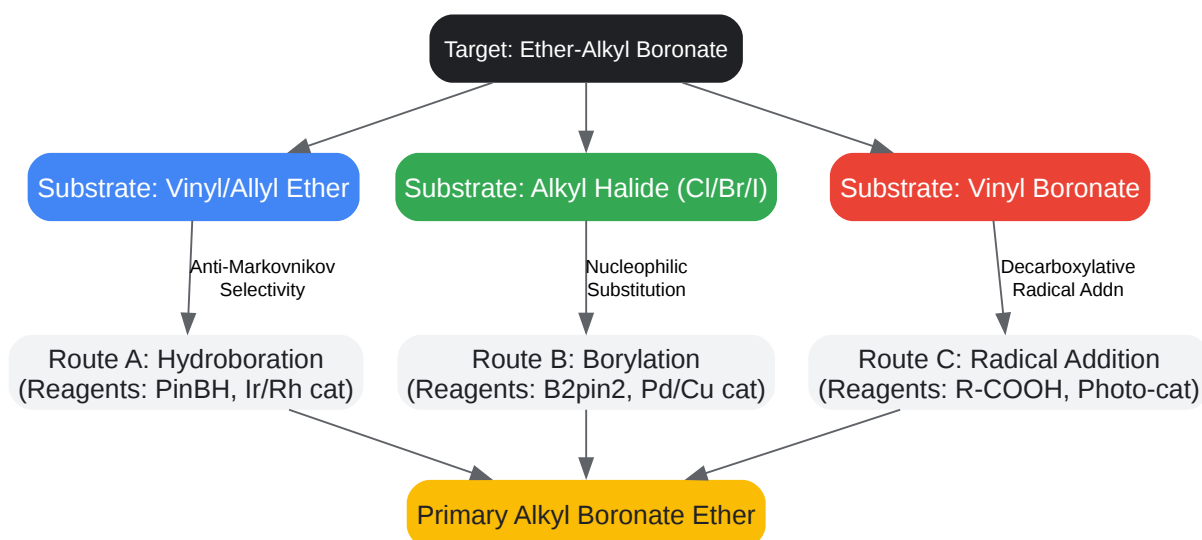 Target: Ether-Alkyl Boronate
Substrate: Vinyl/Allyl Ether
Substrate: Alkyl Halide (Cl/Br/I)
Substrate: Vinyl Boronate
Anti-Markovnikov
Selectivity
Nucleophilic
Substitution
Decarboxylative
Radical Addn
Route A: Hydroboration
(Reagents: PinBH, Ir/Rh cat)
Route B: Borylation
(Reagents: B2pin2, Pd/Cu cat)
Route C: Radical Addition
(Reagents: R-COOH, Photo-cat)
Primary Alkyl Boronate Ether